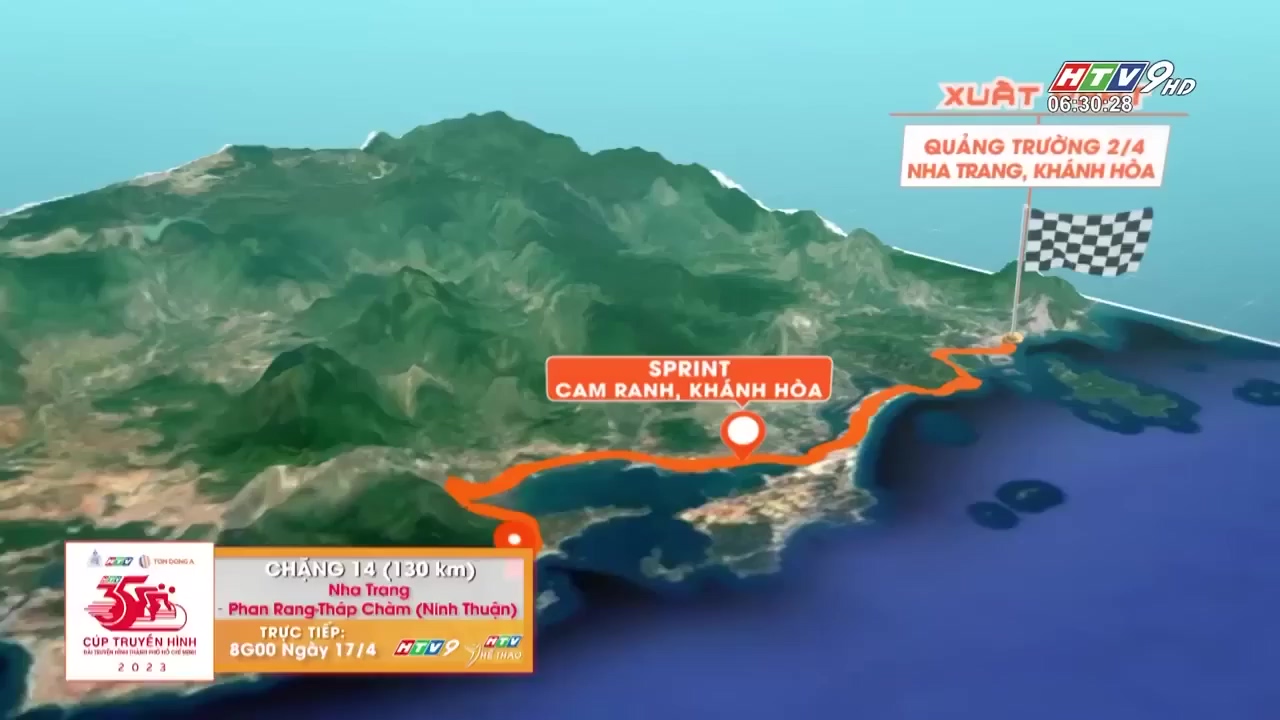 XUẤT
HTV9 HD
06:30:28
QUẢNG TRƯỜNG 2/4
NHA TRANG, KHÁNH HÒA
SPRINT
CAM RANH, KHÁNH HÒA
HTV
TÔN ĐÔNG Á
HTV
35
CÚP TRUYỀN HÌNH
ĐÀI TRUYỀN HÌNH THÀNH PHỐ HỒ CHÍ MINH
2023
CHẶNG 14 (130 km)
Nha Trang
- Phan Rang-Tháp Chàm (Ninh Thuận)
TRỰC TIẾP:
8G00 Ngày 17/4
HTV9
HTV
THỂ THAO